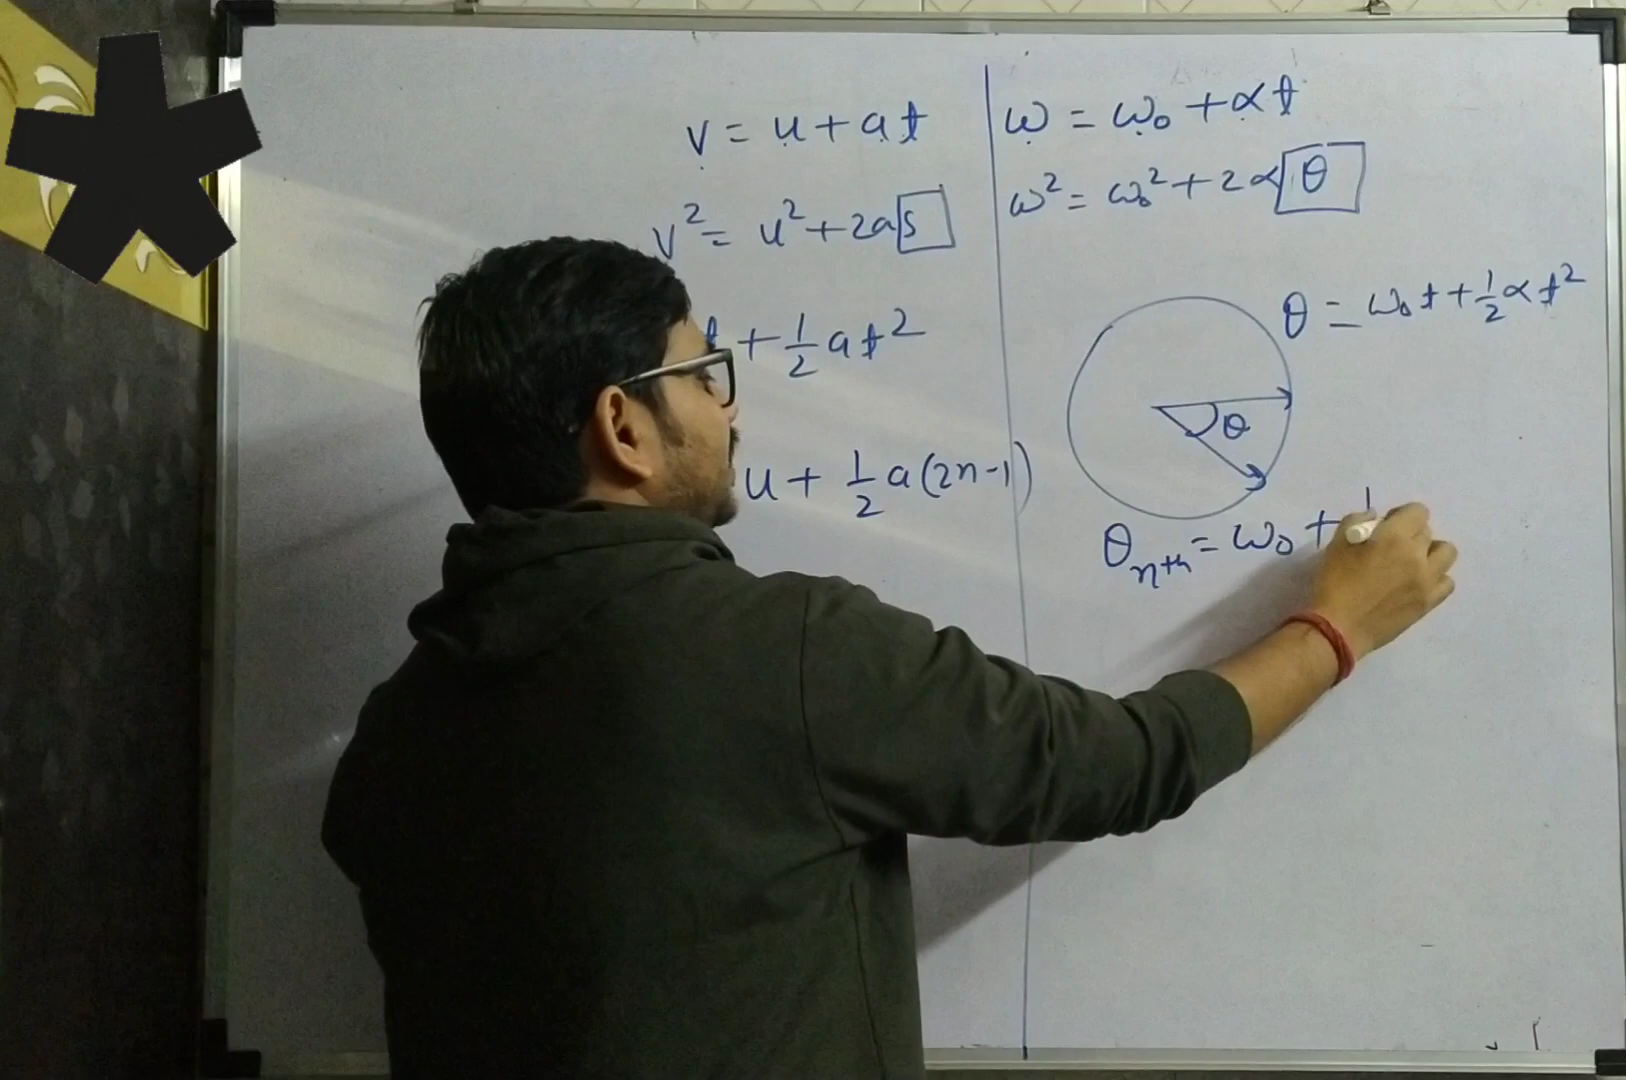 v = u + at
v² = u² + 2as
t + 1/2 at²
u + 1/2 a(2n-1)
ω = ω₀ + αt
ω² = ω₀² + 2αθ
θ = ω₀t + 1/2 αt²
θ
θnth = ω₀ + 1